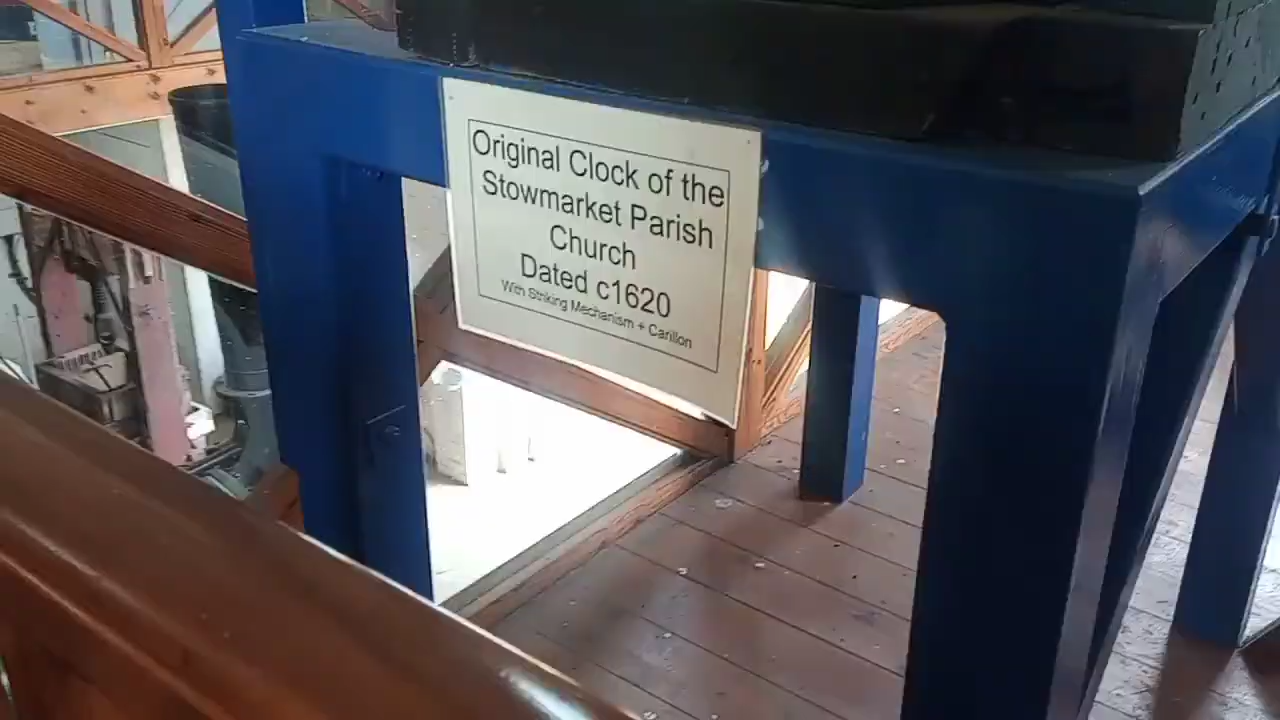 Original Clock of the
Stowmarket Parish
Church
Dated c1620
With Striking Mechanism + Carillon